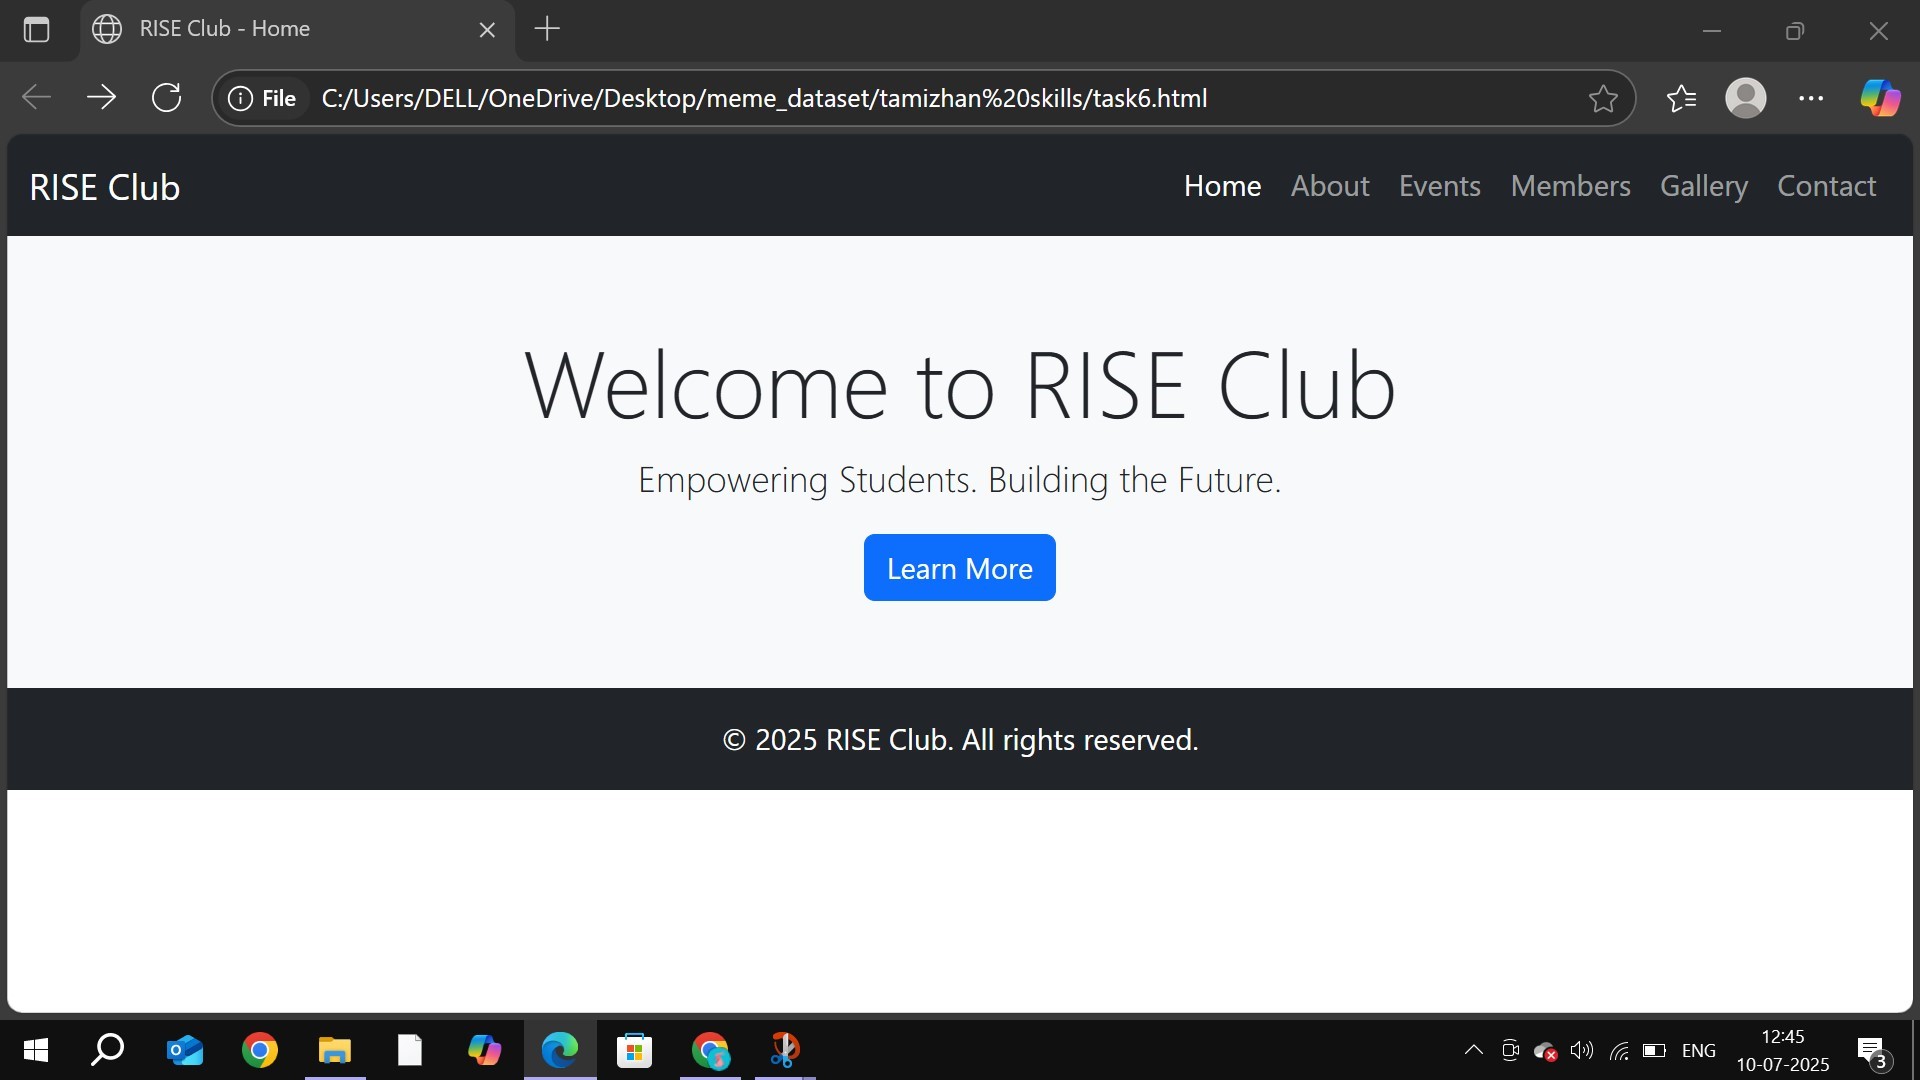 RISE Club - Home
File C:/Users/DELL/OneDrive/Desktop/meme_dataset/tamizhan%20skills/task6.html
RISE Club Home About Events Members Gallery Contact
Welcome to RISE Club
Empowering Students. Building the Future.
Learn More
© 2025 RISE Club. All rights reserved.
ENG 12:45
10-07-2025
3